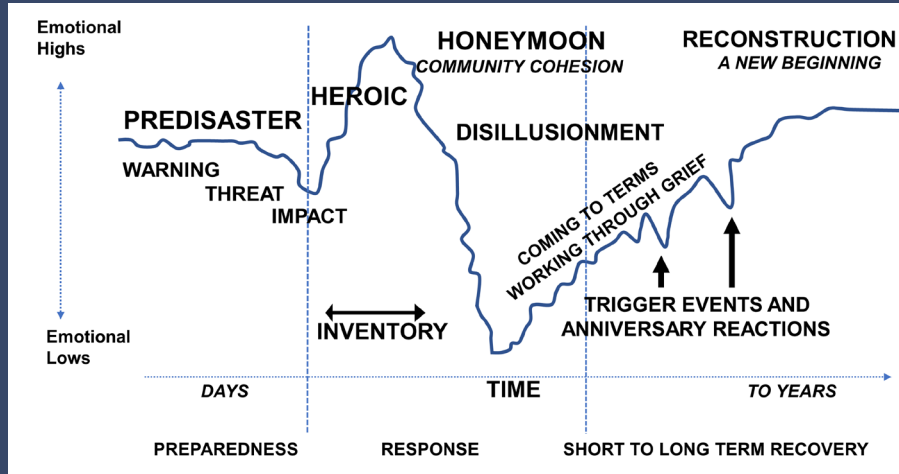 Emotional
Highs
HONEYMOON
COMMUNITY COHESION
RECONSTRUCTION
A NEW BEGINNING
HEROIC
PREDISASTER
DISILLUSIONMENT
WARNING
THREAT
IMPACT
COMING TO TERMS
WORKING THROUGH GRIEF
INVENTORY
TRIGGER EVENTS AND
ANNIVERSARY REACTIONS
Emotional
Lows
DAYS
TIME
TO YEARS
PREPAREDNESS
RESPONSE
SHORT TO LONG TERM RECOVERY